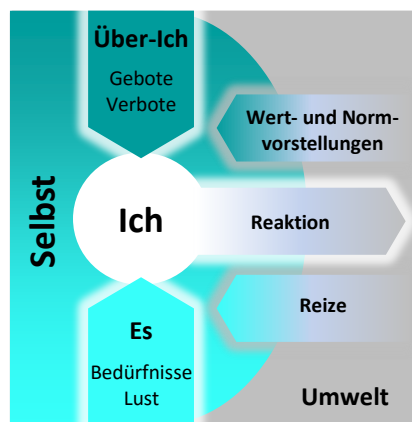 Über-Ich
Gebote
Verbote
Wert- und Norm-
vorstellungen
Selbst
Ich
Reaktion
Reize
Es
Bedürfnisse
Lust
Umwelt